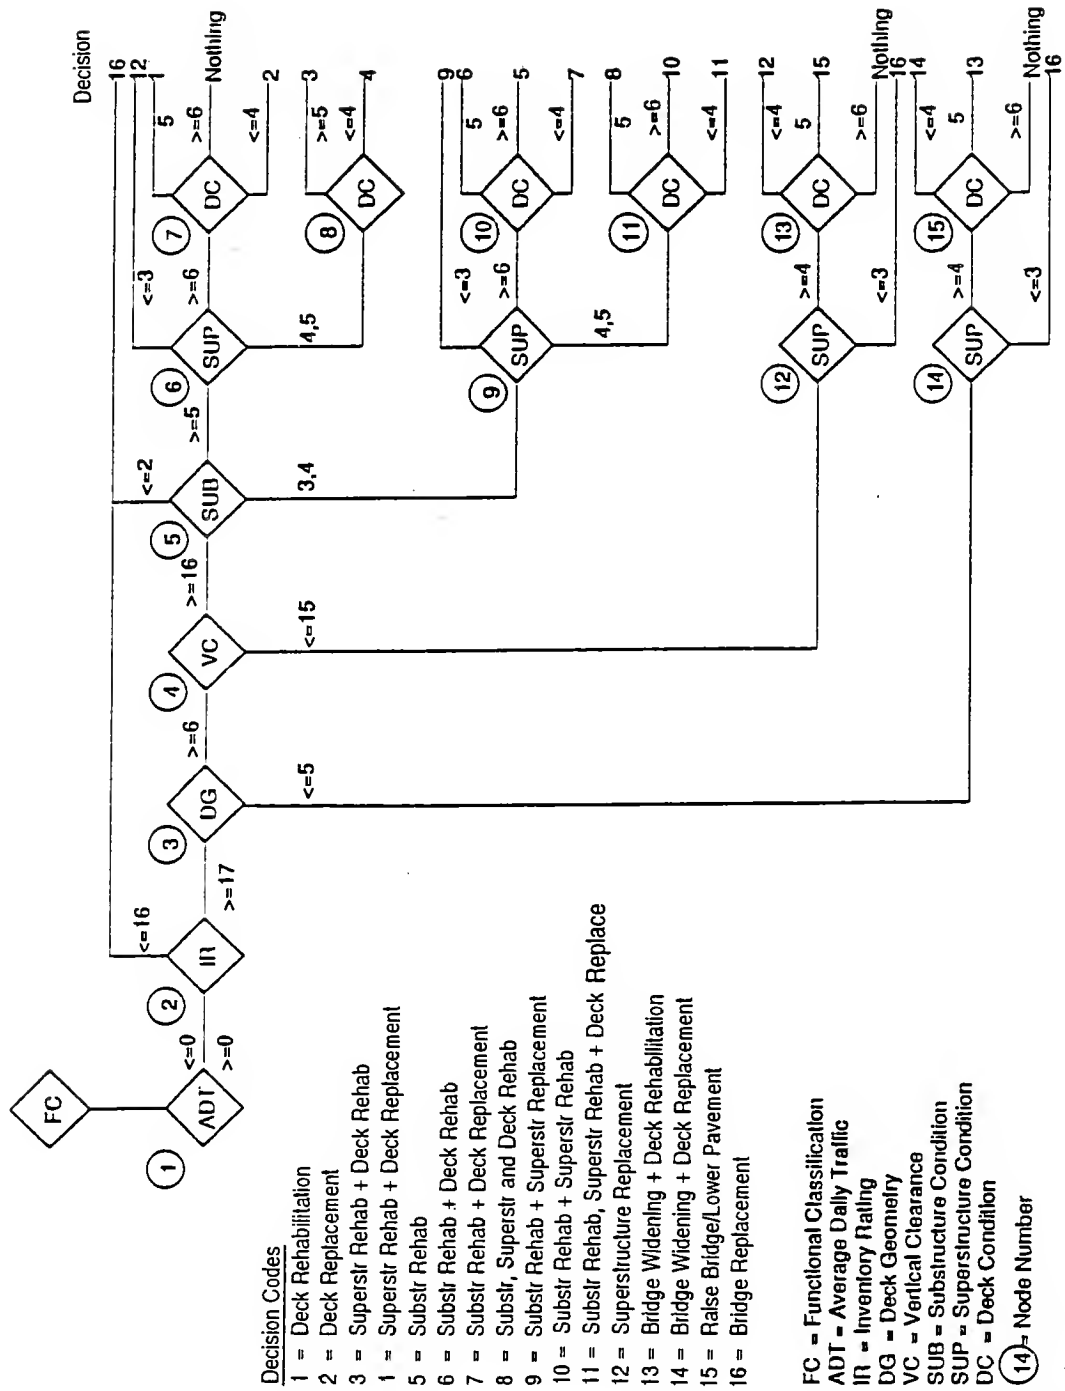 Decision
16
12
1
Nothing
2
3
4
9
6
5
7
8
10
11
12
15
Nothing
16
14
13
Nothing
16
FC
1
ADT
<=0
>=0
2
IR
<=16
>=17
3
DG
>=6
<=5
4
VC
>=16
<=15
5
SUB
<=2
>=5
3,4
6
SUP
<=3
>=6
4,5
7
DC
5
>=6
<=4
8
DC
>=5
<=4
9
SUP
<=3
>=6
4,5
10
DC
5
>=6
<=4
11
DC
5
>=6
<=4
12
SUP
>=4
<=3
13
DC
<=4
5
>=6
14
SUP
>=4
<=3
15
DC
<=4
5
>=6
Decision Codes
1 = Deck Rehabilitation
2 = Deck Replacement
3 = Superstr Rehab + Deck Rehab
1 = Superstr Rehab + Deck Replacement
5 = Substr Rehab
6 = Substr Rehab + Deck Rehab
7 = Substr Rehab + Deck Replacement
8 = Substr, Superstr and Deck Rehab
9 = Substr Rehab + Superstr Replacement
10 = Substr Rehab + Superstr Rehab
11 = Substr Rehab, Superstr Rehab + Deck Replace
12 = Superstructure Replacement
13 = Bridge Widening + Deck Rehabilitation
14 = Bridge Widening + Deck Replacement
15 = Raise Bridge/Lower Pavement
16 = Bridge Replacement
FC = Functional Classification
ADT = Average Daily Traffic
IR = Inventory Rating
DG = Deck Geometry
VC = Vertical Clearance
SUB = Substructure Condition
SUP = Superstructure Condition
DC = Deck Condition
14 = Node Number